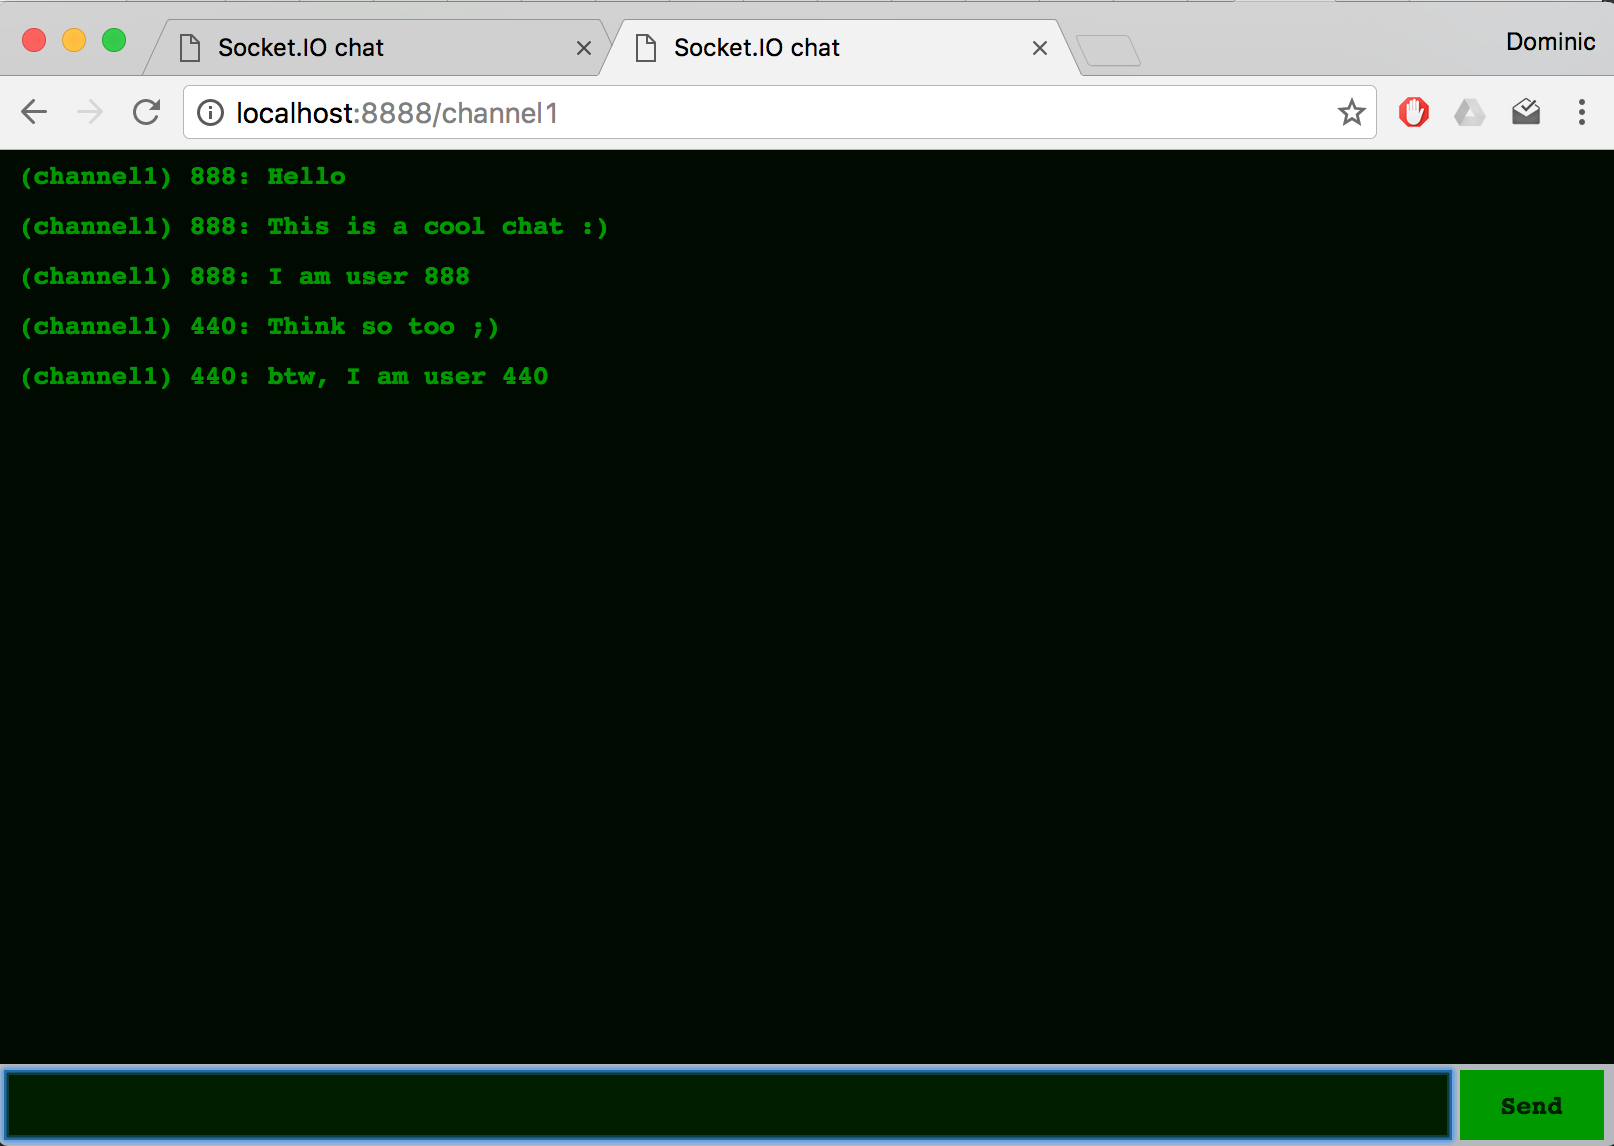 Socket.IO chat
Socket.IO chat
Dominic
localhost:8888/channel1
(channel1) 888: Hello
(channel1) 888: This is a cool chat :)
(channel1) 888: I am user 888
(channel1) 440: Think so too ;)
(channel1) 440: btw, I am user 440
Send